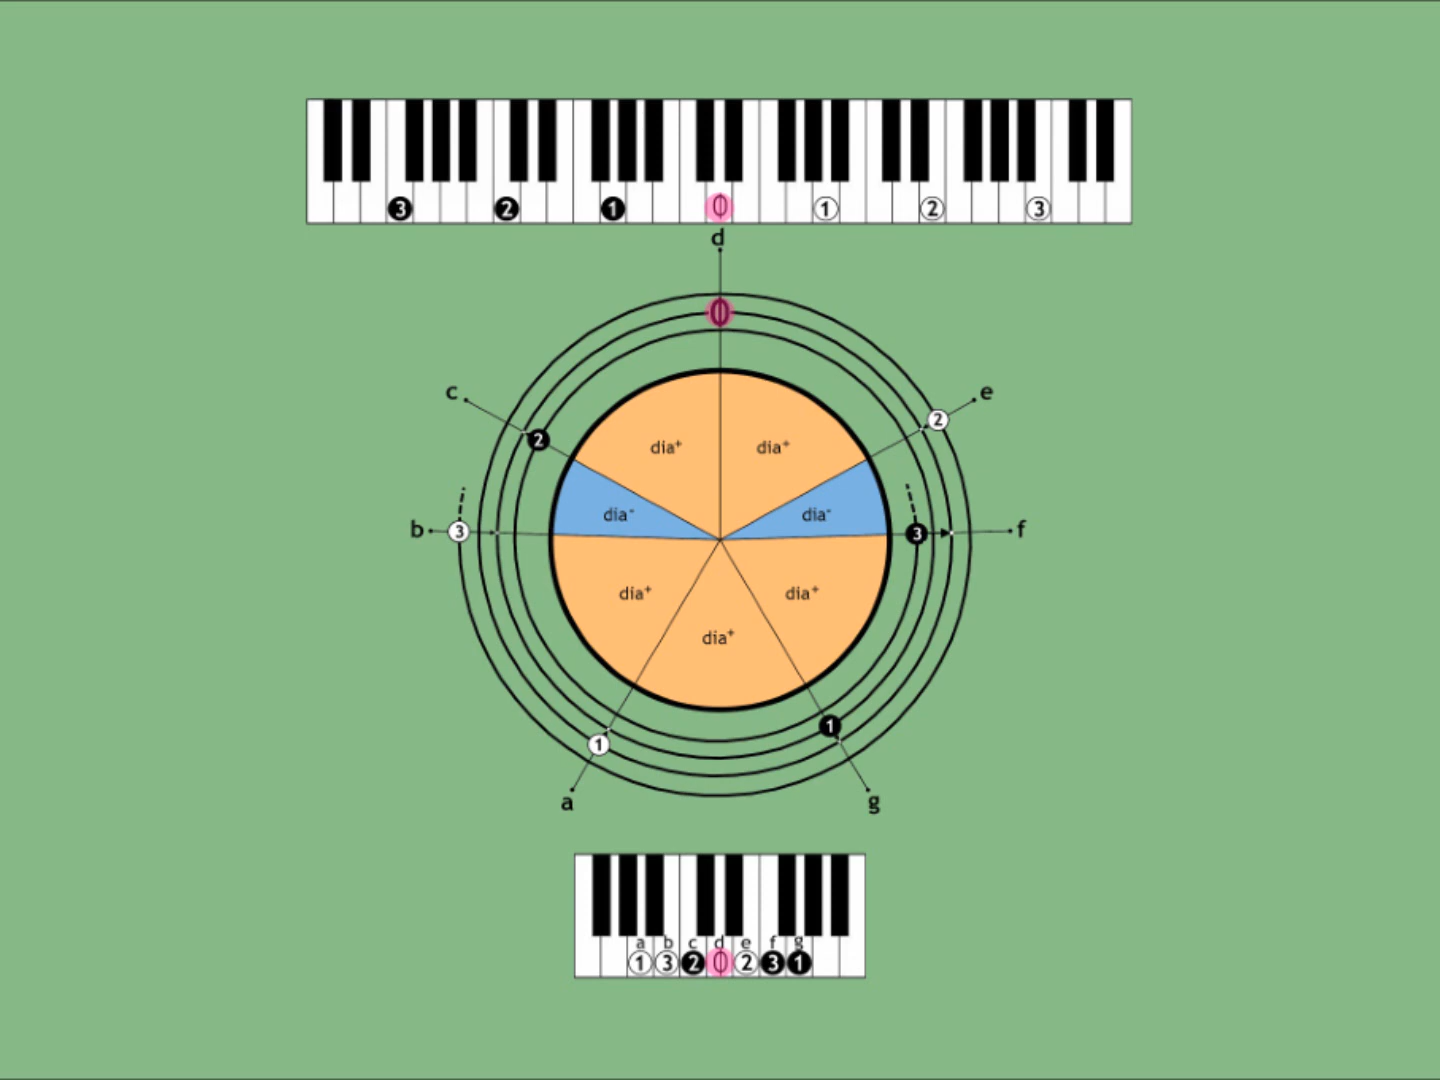 3 2 1 0 1 2 3
d
0
c e
2 2
dia⁺ dia⁺
dia⁻ dia⁻
b 3 3 f
dia⁺ dia⁺
dia⁺
1 1
a g
a b c d e f g
1 3 2 0 2 3 1